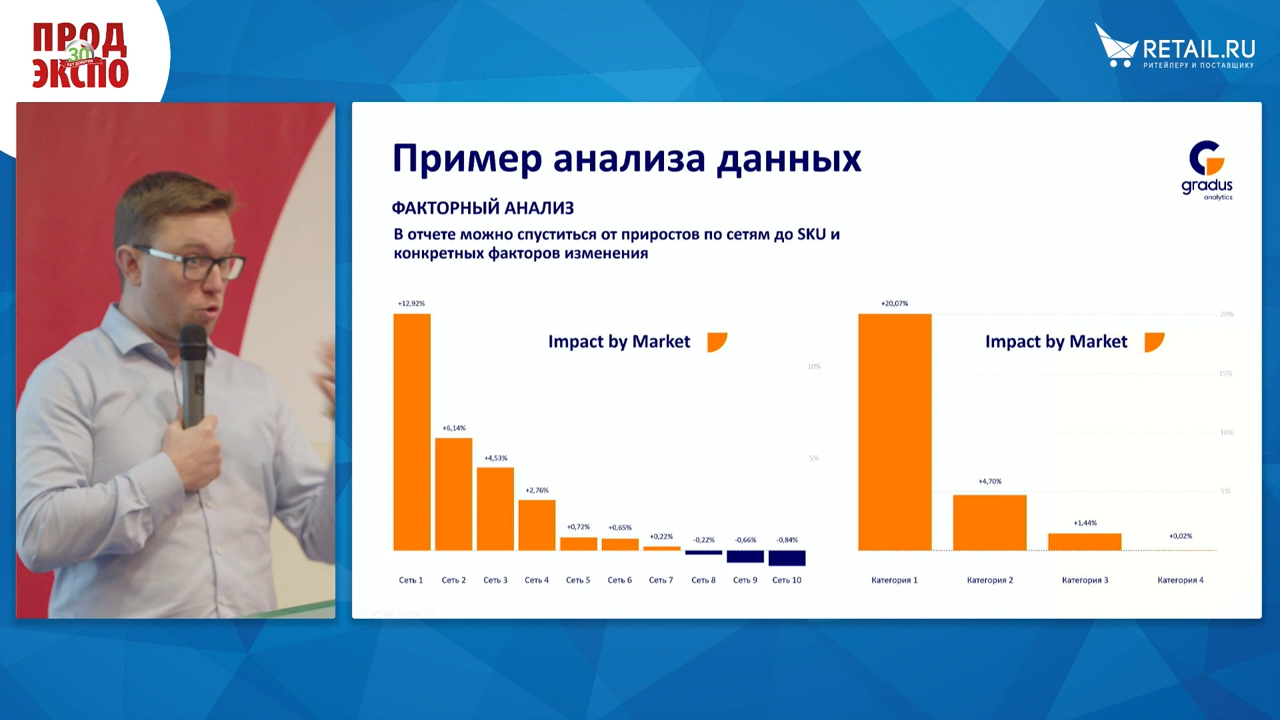 ПРОД
30
ЛЕТ ДОВЕРИЯ
ЭКСПО
RETAIL.RU
РИТЕЙЛЕРУ И ПОСТАВЩИКУ
Пример анализа данных
gradus
analytics
ФАКТОРНЫЙ АНАЛИЗ
В отчете можно спуститься от приростов по сетям до SKU и
конкретных факторов изменения
Impact by Market
+12,92%
+6,14%
+4,53%
+2,76%
+0,72%
+0,65%
+0,22%
-0,22%
-0,66%
-0,84%
10%
5%
Сеть 1
Сеть 2
Сеть 3
Сеть 4
Сеть 5
Сеть 6
Сеть 7
Сеть 8
Сеть 9
Сеть 10
Impact by Market
+20,07%
+4,70%
+1,44%
+0,02%
20%
15%
10%
5%
Категория 1
Категория 2
Категория 3
Категория 4